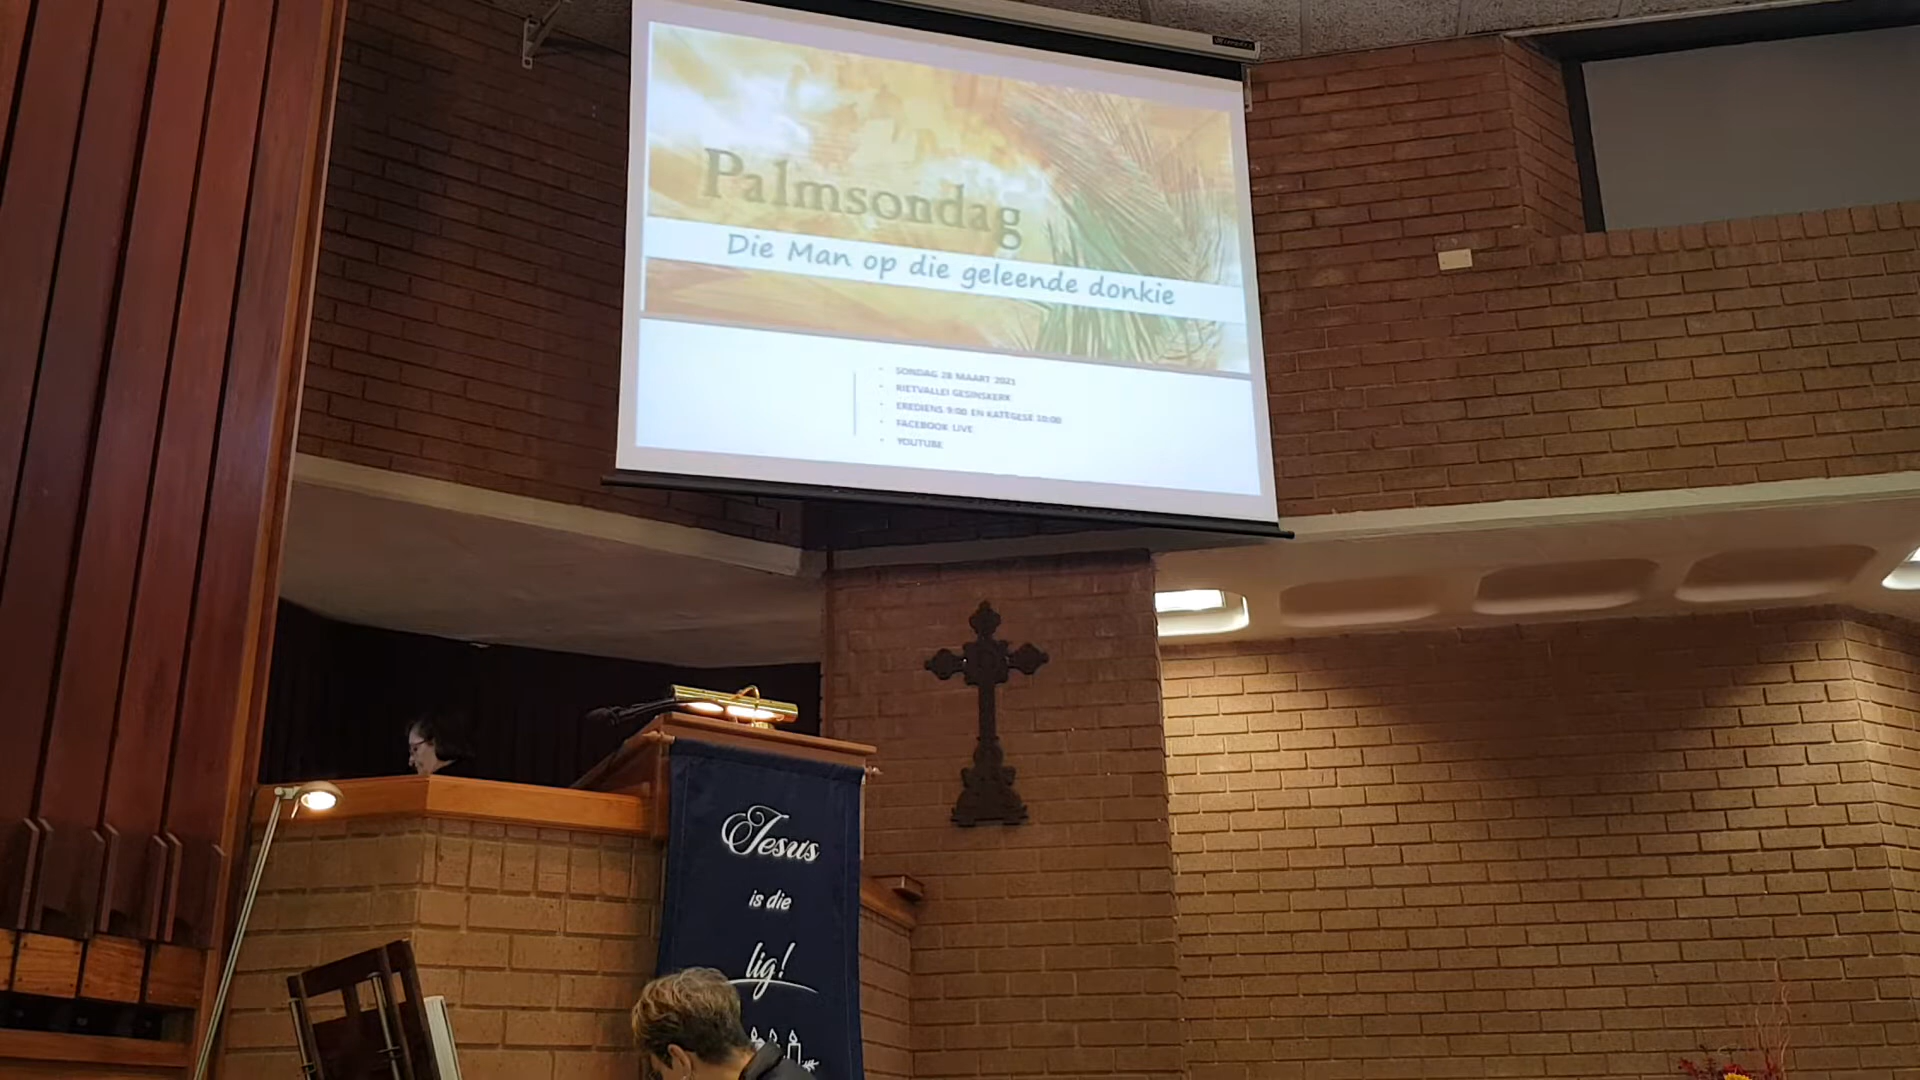 Palmsondag
Die Man op die geleende donkie
SONDAG 28 MAART 2021
RIETVALLEI GESINSKERK
EREDIENS 9:00 EN KATEGESE 10:00
FACEBOOK LIVE
YOUTUBE
Jesus
is die
lig!